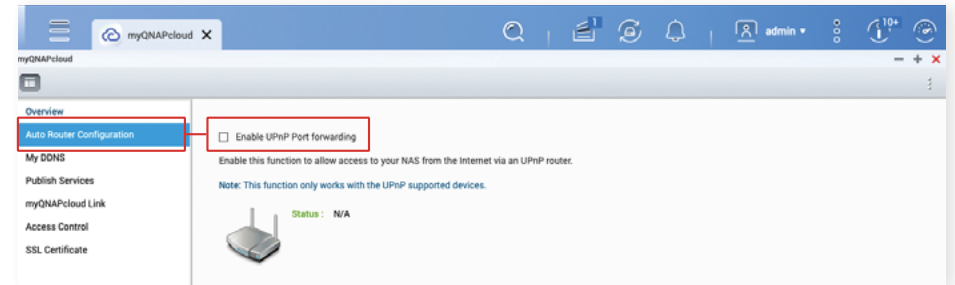 myQNAPcloud
1
admin
10+
myQNAPcloud
Overview
Auto Router Configuration
Enable UPnP Port forwarding
Enable this function to allow access to your NAS from the Internet via an UPnP router.
My DDNS
Publish Services
Note: This function only works with the UPnP supported devices.
myQNAPcloud Link
Status : N/A
Access Control
SSL Certificate